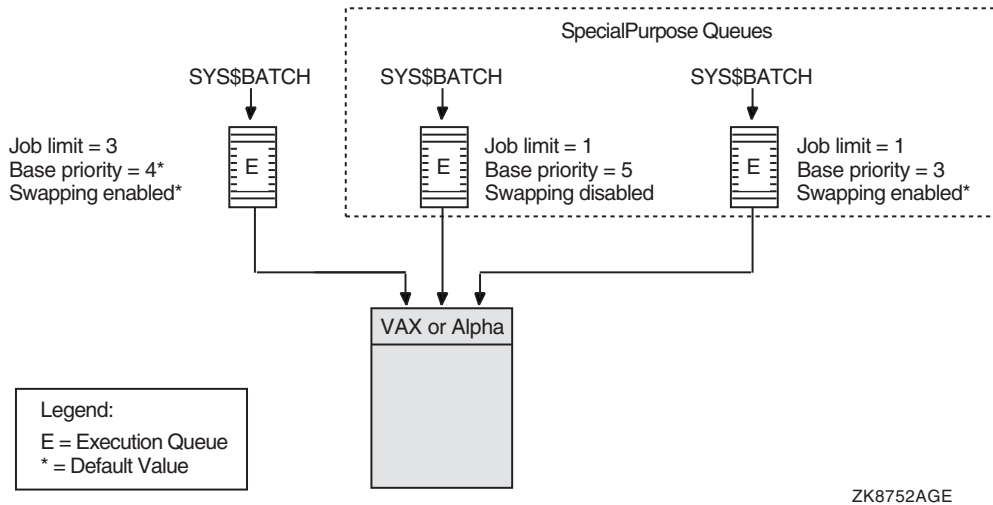 SpecialPurpose Queues
SYS$BATCH
SYS$BATCH
SYS$BATCH
Job limit = 3
Base priority = 4*
Swapping enabled*
E
E
Job limit = 1
Base priority = 5
Swapping disabled
E
Job limit = 1
Base priority = 3
Swapping enabled*
VAX or Alpha
Legend:
E = Execution Queue
* = Default Value
ZK8752AGE